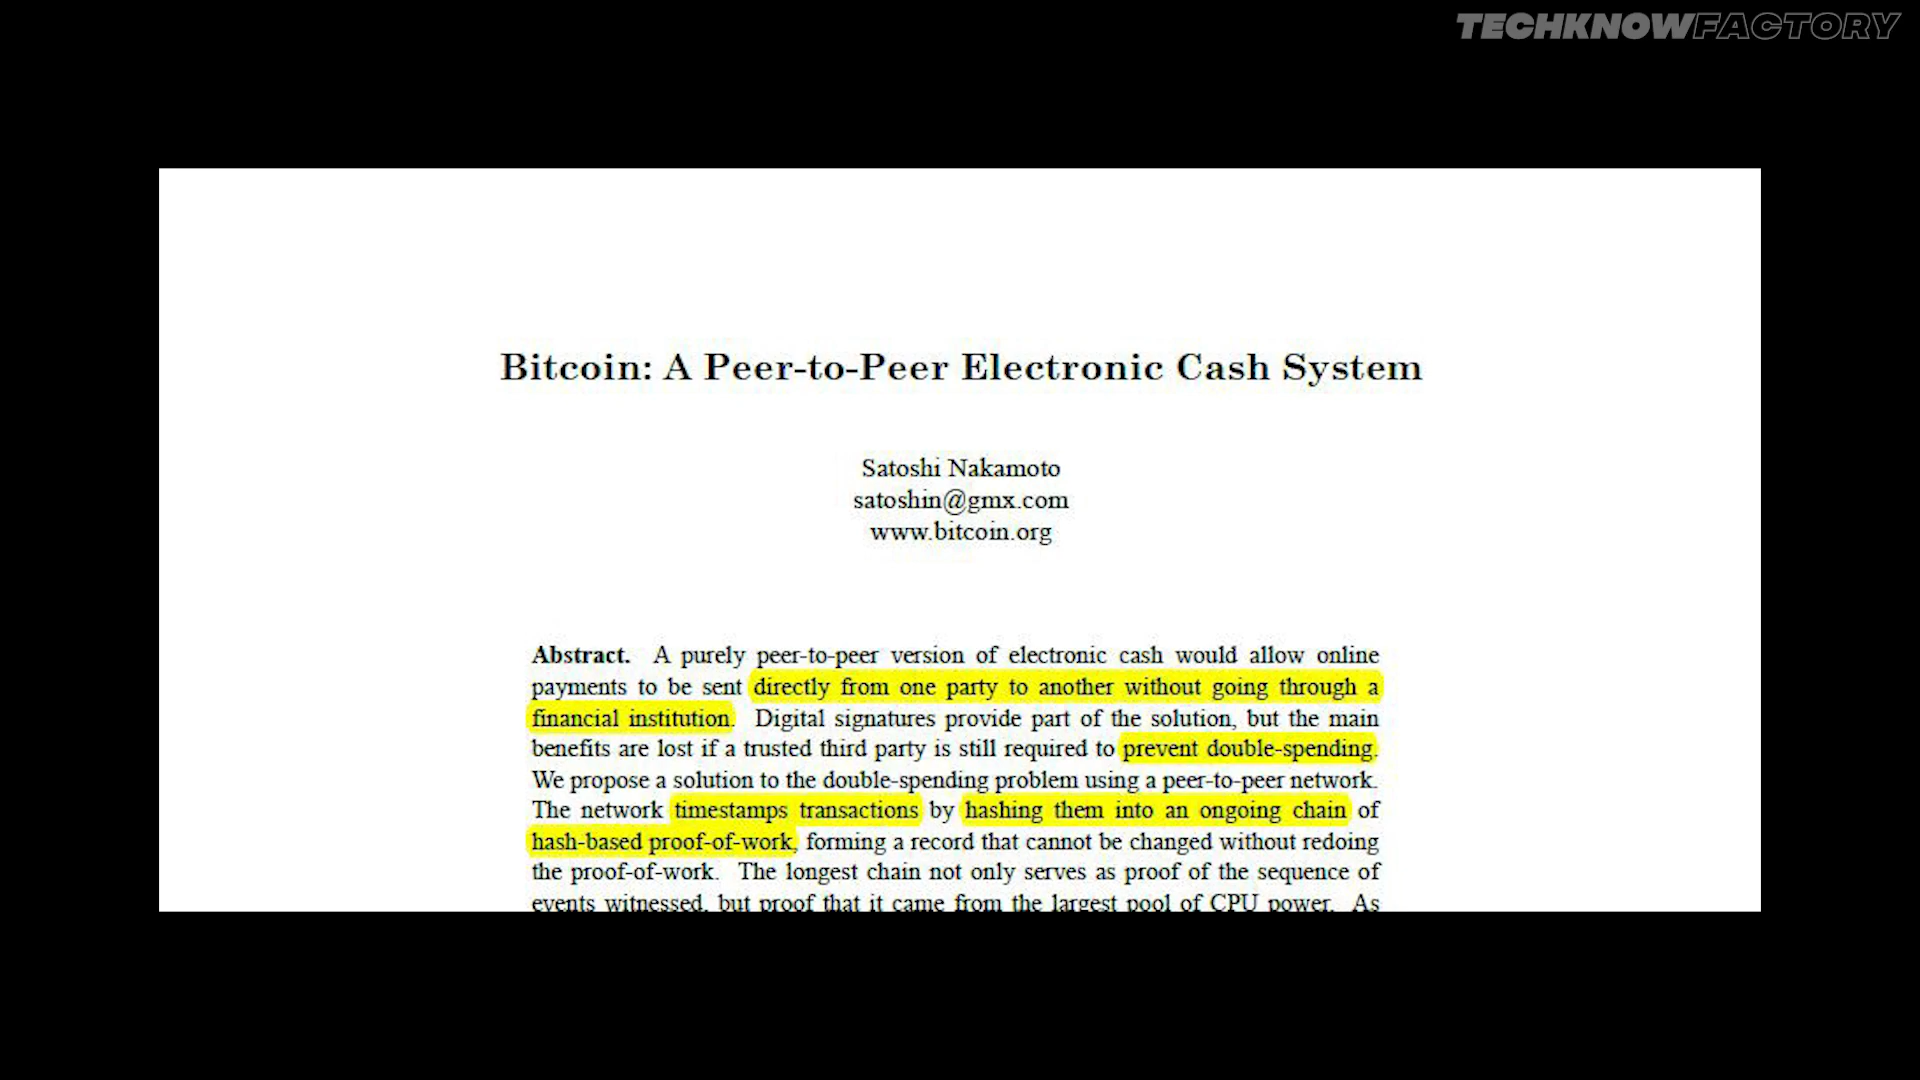 TECHKNOWFACTORY
Bitcoin: A Peer-to-Peer Electronic Cash System
Satoshi Nakamoto
satoshin@gmx.com
www.bitcoin.org
Abstract. A purely peer-to-peer version of electronic cash would allow online
payments to be sent directly from one party to another without going through a
financial institution. Digital signatures provide part of the solution, but the main
benefits are lost if a trusted third party is still required to prevent double-spending.
We propose a solution to the double-spending problem using a peer-to-peer network.
The network timestamps transactions by hashing them into an ongoing chain of
hash-based proof-of-work, forming a record that cannot be changed without redoing
the proof-of-work. The longest chain not only serves as proof of the sequence of
events witnessed, but proof that it came from the largest pool of CPU power. As